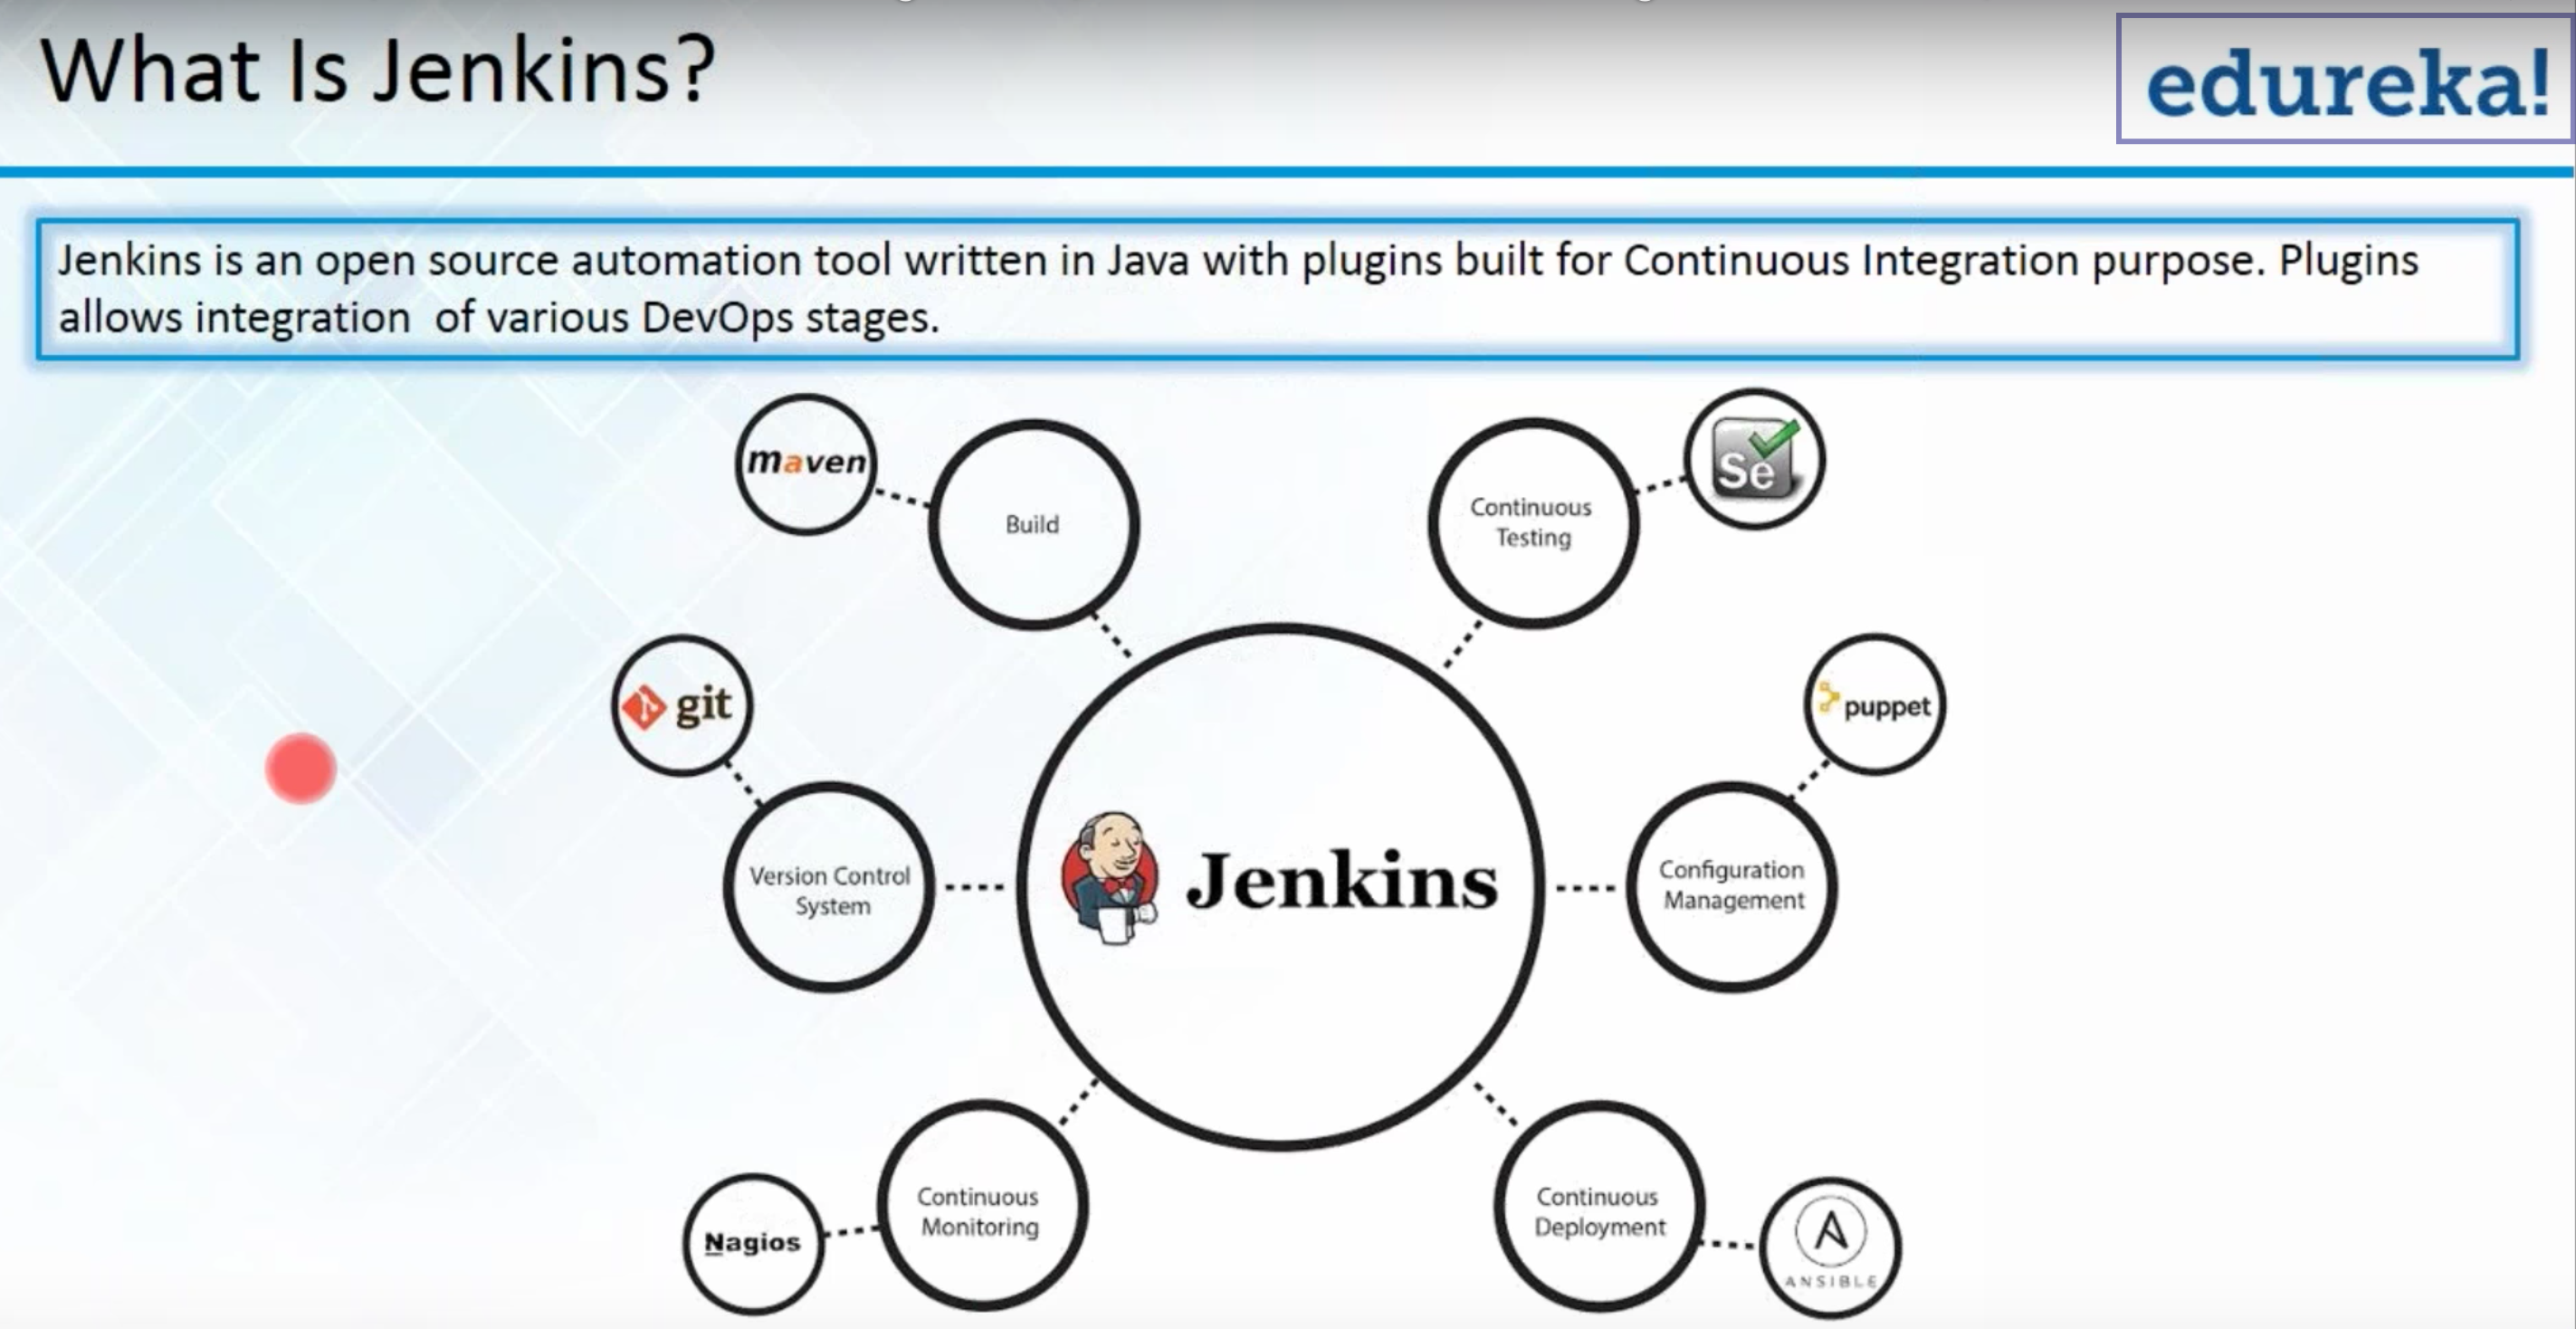 What Is Jenkins?
edureka!
Jenkins is an open source automation tool written in Java with plugins built for Continuous Integration purpose. Plugins
allows integration  of various DevOps stages.
maven
Build
Continuous
Testing
Se
git
puppet
Version Control
System
Jenkins
Configuration
Management
Continuous
Monitoring
Nagios
Continuous
Deployment
A
ANSIBLE